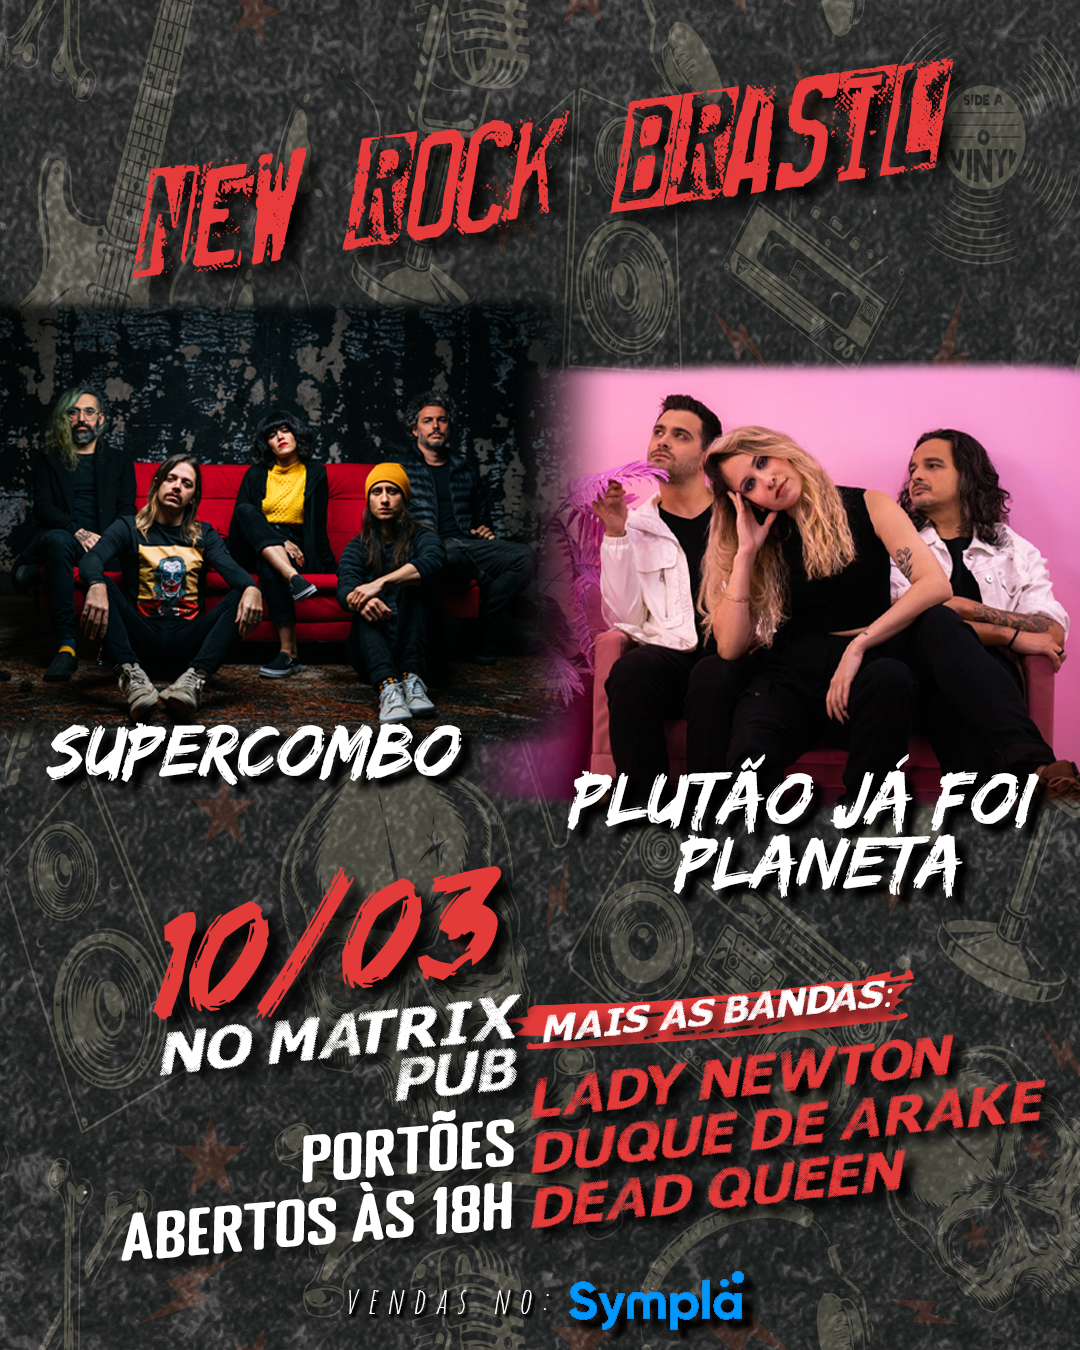 NEW ROCK BRASIL
SIDE A
VINYL
06
SUPERCOMBO
PLUTÃO JÁ FOI
PLANETA
10/03
NO MATRIX
PUB
PORTÕES
ABERTOS ÀS 18H
MAIS AS BANDAS:
LADY NEWTON
DUQUE DE ARAKE
DEAD QUEEN
VENDAS NO:
Sympla